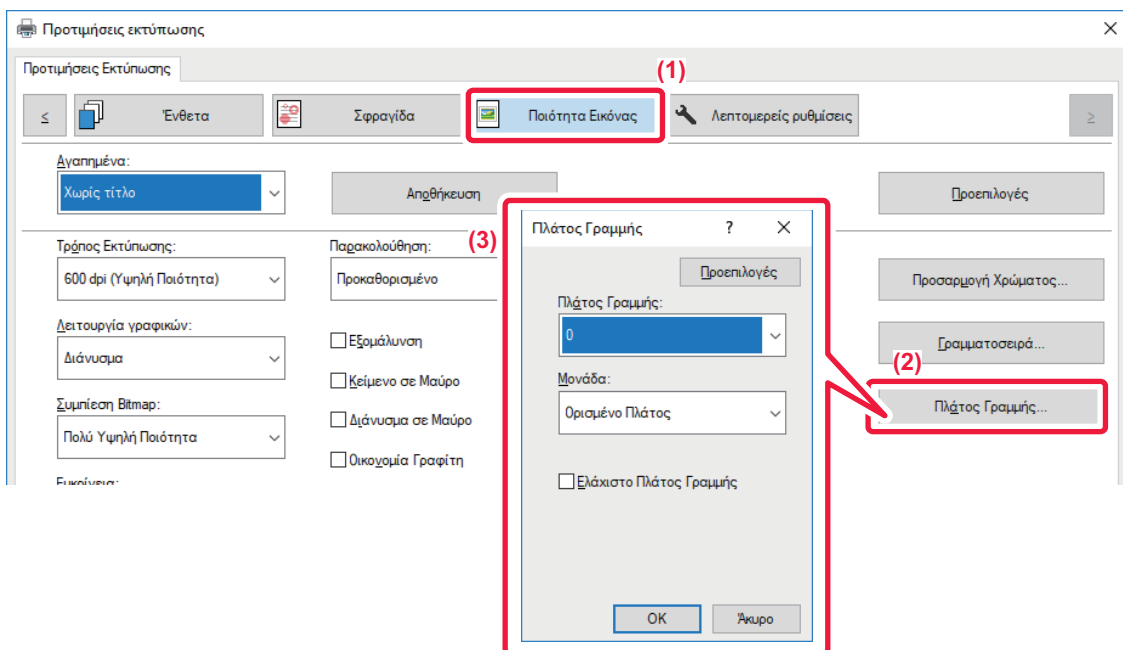 Προτιμήσεις εκτύπωσης
Προτιμήσεις Εκτύπωσης
(1)
≤ Ένθετα Σφραγίδα Ποιότητα Εικόνας Λεπτομερείς ρυθμίσεις ≥
Αγαπημένα:
Χωρίς τίτλο Αποθήκευση Προεπιλογές
Τρόπος Εκτύπωσης: Παρακολούθηση:
600 dpi (Υψηλή Ποιότητα) Προκαθορισμένο Προσαρμογή Χρώματος...
Λειτουργία γραφικών:
Διάνυσμα
Εξομάλυνση
Γραμματοσειρά...
Κείμενο σε Μαύρο
(2)
Συμπίεση Bitmap:
Πολύ Υψηλή Ποιότητα
Διάνυσμα σε Μαύρο
Πλάτος Γραμμής...
Οικονομία Γραφίτη
Ευκρίνεια:
(3)
Πλάτος Γραμμής ?
Προεπιλογές
Πλάτος Γραμμής:
0
Μονάδα:
Ορισμένο Πλάτος
Ελάχιστο Πλάτος Γραμμής
OK Άκυρο